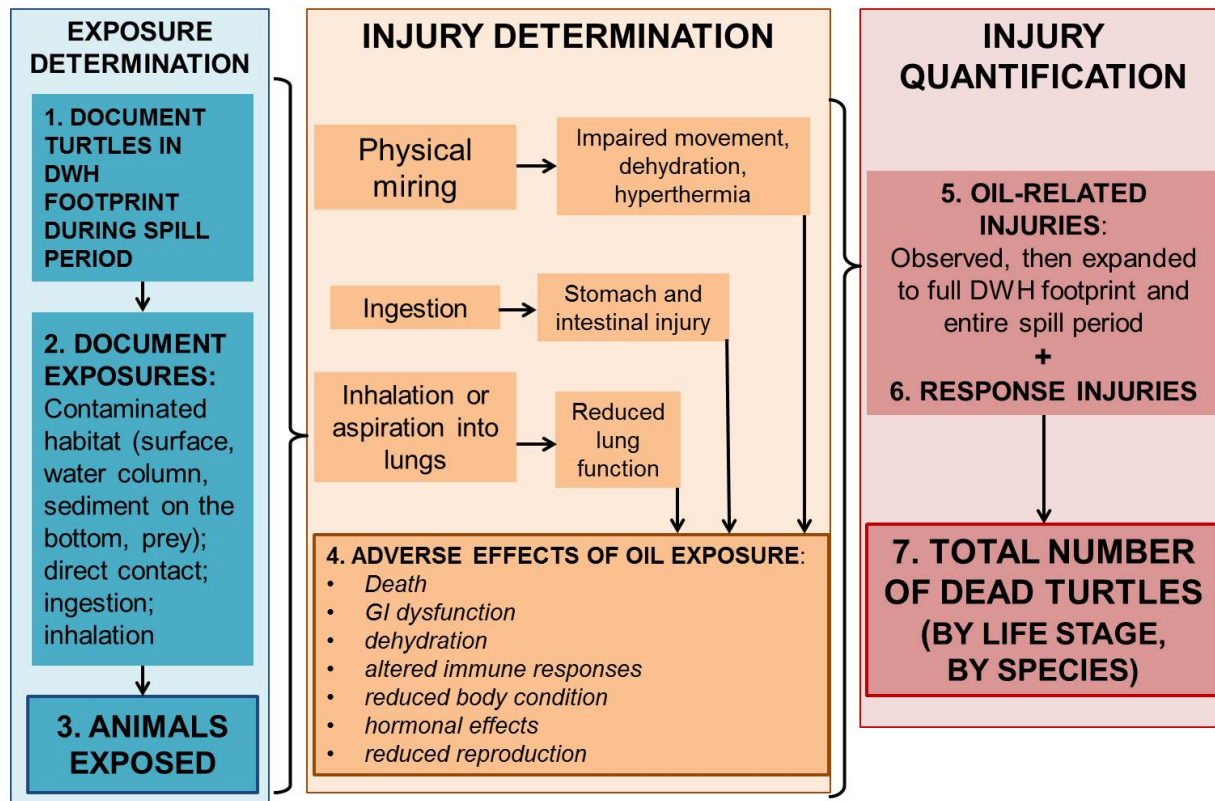 EXPOSURE
DETERMINATION
1. DOCUMENT
TURTLES IN
DWH
FOOTPRINT
DURING SPILL
PERIOD
2. DOCUMENT
EXPOSURES:
Contaminated
habitat (surface,
water column,
sediment on the
bottom, prey);
direct contact;
ingestion;
inhalation
3. ANIMALS
EXPOSED
INJURY DETERMINATION
Physical
miring
Impaired movement,
dehydration,
hyperthermia
Ingestion
Stomach and
intestinal injury
Inhalation or
aspiration into
lungs
Reduced
lung
function
4. ADVERSE EFFECTS OF OIL EXPOSURE:
• Death
• GI dysfunction
• dehydration
• altered immune responses
• reduced body condition
• hormonal effects
• reduced reproduction
INJURY
QUANTIFICATION
5. OIL-RELATED
INJURIES:
Observed, then expanded
to full DWH footprint and
entire spill period
+
6. RESPONSE INJURIES
7. TOTAL NUMBER
OF DEAD TURTLES
(BY LIFE STAGE,
BY SPECIES)